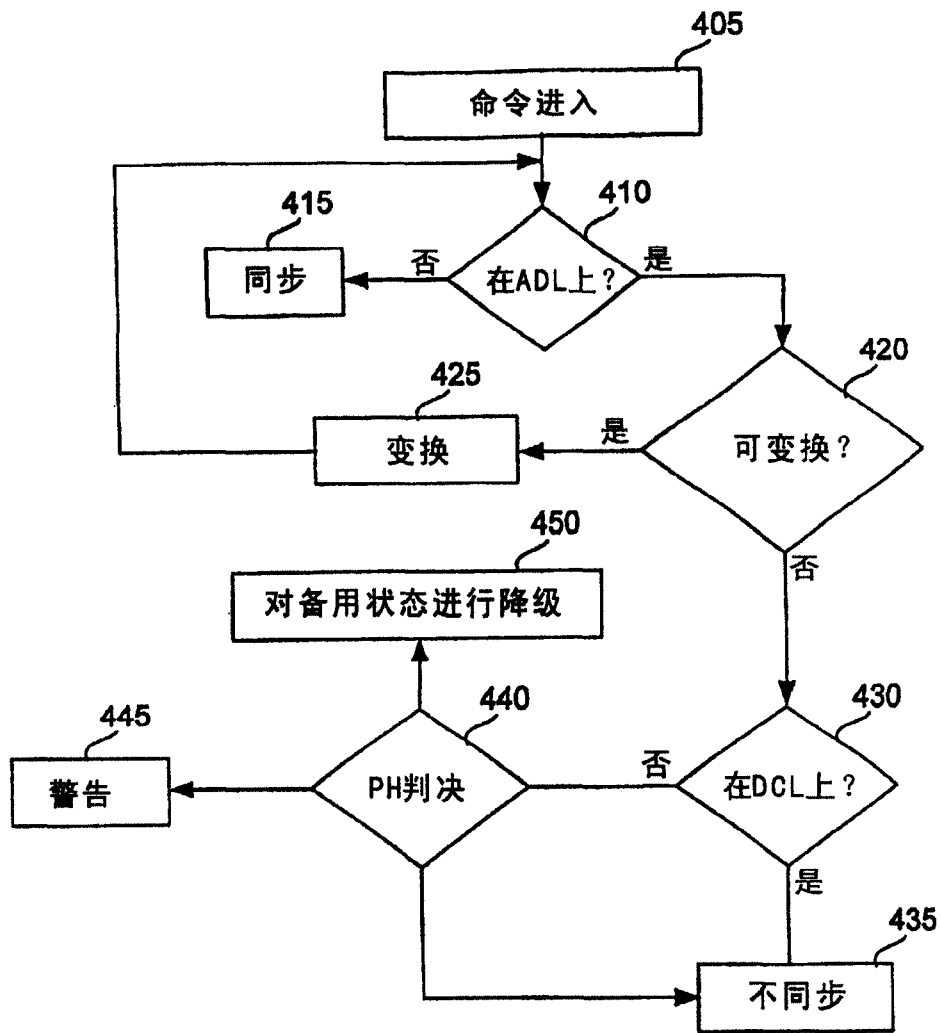 405
命令进入
410
415
同步
否
在ADL上？
是
420
425
变换
是
可变换？
450
否
对备用状态进行降级
445
440
430
警告
PH判决
否
在DCL上？
是
435
不同步